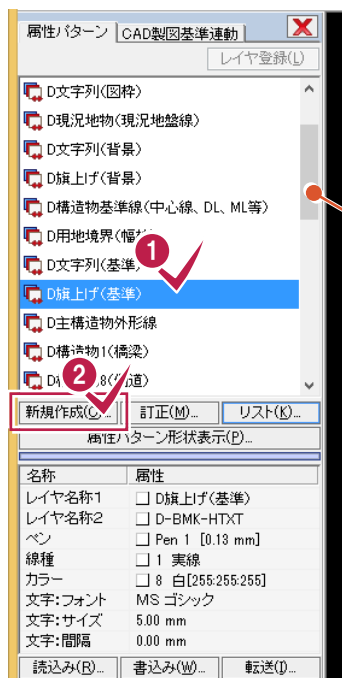 属性パターン CAD製図基準連動
レイヤ登録(L)
D文字列(図枠)
D現況地物(現況地盤線)
D文字列(背景)
D旗上げ(背景)
D構造物基準線(中心線、DL、ML等)
D用地境界(幅
D文字列(基準
D旗上げ(基準)
D主構造物外形線
D構造物1(橋梁)
1
2
新規作成( 訂正(M)... リスト(K)...
属性パターン形状表示(P)...
名称 属性
レイヤ名称1 D旗上げ(基準)
レイヤ名称2 D-BMK-HTXT
ペン Pen 1 [0.13 mm]
線種 1 実線
カラー 8 白[255:255:255]
文字:フォント MS ゴシック
文字:サイズ 5.00 mm
文字:間隔 0.00 mm
読込み(R)... 書込み(W)... 転送(I)...